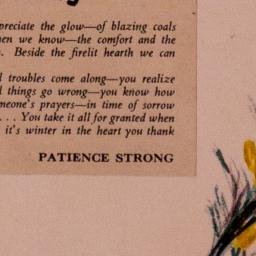 preciate the glow—of blazing coals
en we know—the comfort and the
. Beside the firelit hearth we can
l troubles come along—you realize
l things go wrong—you know how
meone's prayers—in time of sorrow
. . . You take it all for granted when
it's winter in the heart you thank
PATIENCE STRONG